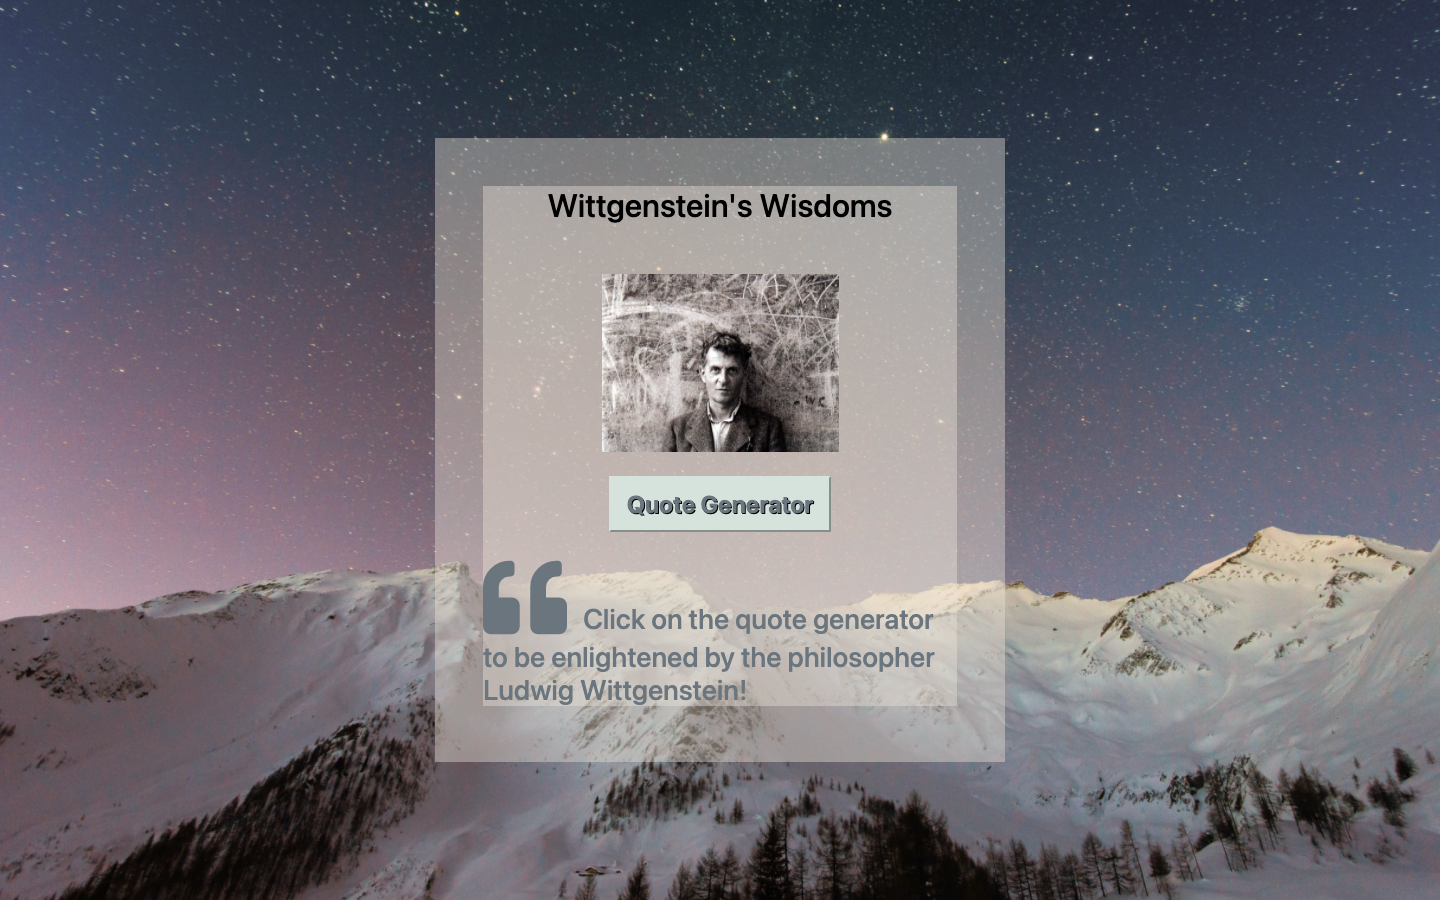 Wittgenstein's Wisdoms
Quote Generator
Click on the quote generator
to be enlightened by the philosopher
Ludwig Wittgenstein!